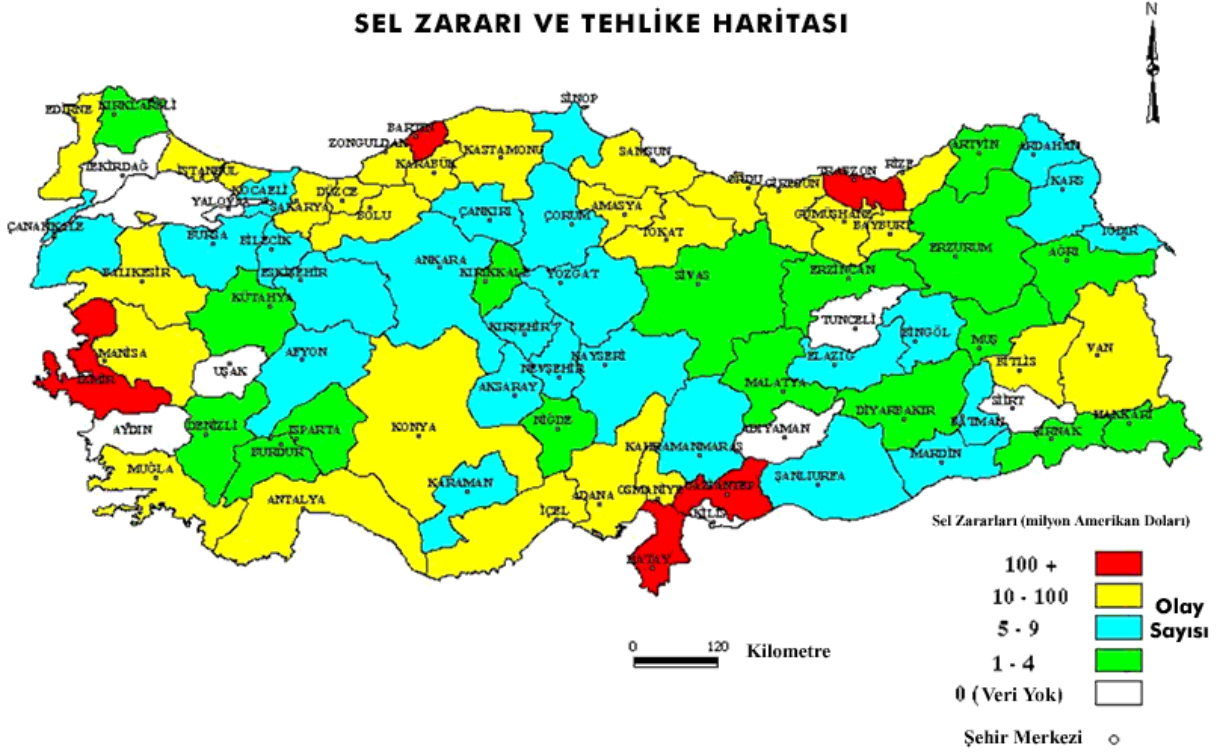 SEL ZARARI VE TEHLİKE HARİTASI
N
SİNOP
EDIRNE
KIRKLARELİ
BARTIN
ZONGULDAK
KASTAMONU
SAMSUN
ARTVİN
ARDAHAN
TEKİRDAĞ
İSTANBUL
KARABÜK
TRABZON
RİZE
KOCAELİ
DÜZCE
ORDU
GİRESUN
KARS
YALOVA
SAKARYA
BOLU
ÇANKIRI
ÇORUM
AMASYA
GÜMÜŞHANE
ÇANAKKALE
BURSA
BİLECİK
TOKAT
BAYBURT
IĞDIR
ANKARA
ERZURUM
AĞRI
BALIKESİR
ESKİŞEHİR
KIRIKKALE
YOZGAT
SİVAS
ERZİNCAN
KÜTAHYA
TUNCELİ
KIRŞEHİR
BİNGÖL
MANİSA
AFYON
NEVŞEHİR
KAYSERİ
ELAZIĞ
MUŞ
BİTLİS
VAN
İZMİR
UŞAK
AKSARAY
MALATYA
SİİRT
DİYARBAKIR
AYDIN
DENİZLİ
ISPARTA
KONYA
NİĞDE
ADIYAMAN
BATMAN
ŞIRNAK
HAKKARİ
BURDUR
KAHRAMANMARAŞ
MARDİN
MUĞLA
KARAMAN
ADANA
OSMANİYE
GAZİANTEP
ŞANLIURFA
ANTALYA
İÇEL
KİLİS
HATAY
Sel Zararları (milyon Amerikan Doları)
100 +
10 - 100
5 - 9
1 - 4
0 ( Veri Yok)
Olay
Sayısı
0 120 Kilometre
Şehir Merkezi